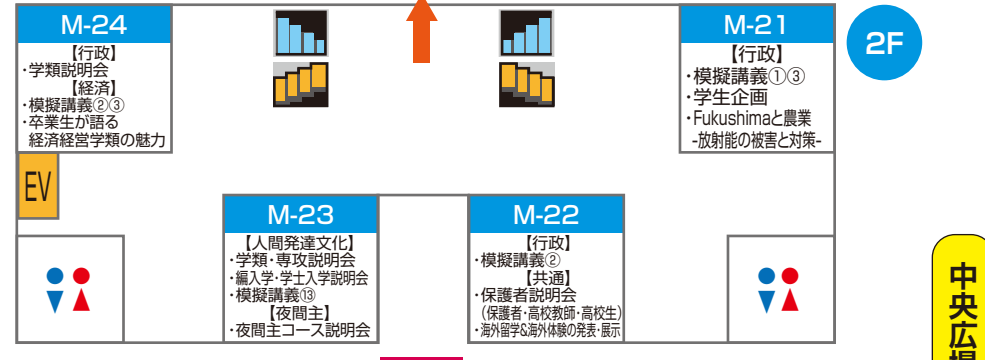 M-24
【行政】
・学類説明会
【経済】
・模擬講義②③
・卒業生が語る
経済経営学類の魅力
M-21
【行政】
・模擬講義①③
・学生企画
・Fukushimaと農業
-放射能の被害と対策-
2F
EV
M-23
【人間発達文化】
・学類・専攻説明会
・編入学・学士入学説明会
・模擬講義⑬
【夜間主】
・夜間主コース説明会
M-22
【行政】
・模擬講義②
【共通】
・保護者説明会
(保護者・高校教師・高校生)
・海外留学&海外体験の発表・展示
中央広場